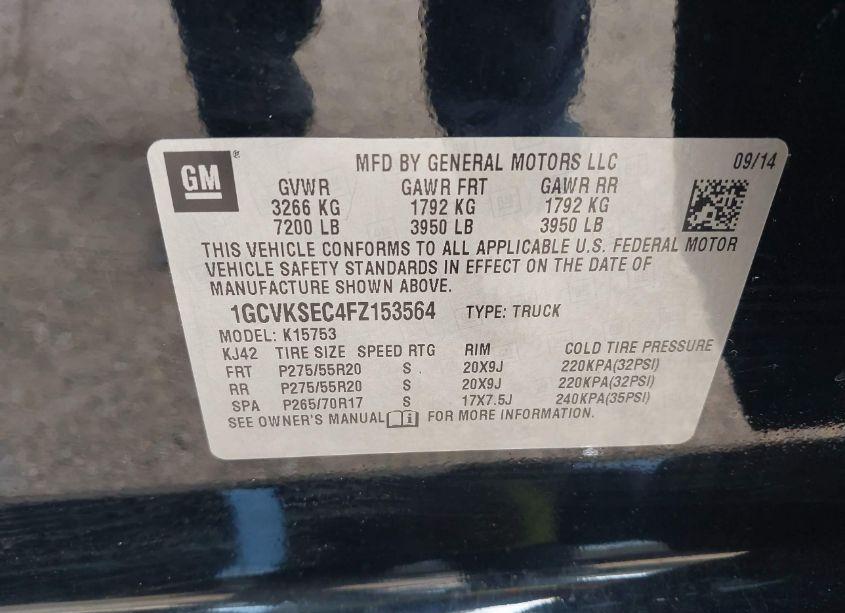 GM ®
MFD BY GENERAL MOTORS LLC 09/14
GVWR GAWR FRT GAWR RR
3266 KG 1792 KG 1792 KG
7200 LB 3950 LB 3950 LB
THIS VEHICLE CONFORMS TO ALL APPLICABLE U.S. FEDERAL MOTOR
VEHICLE SAFETY STANDARDS IN EFFECT ON THE DATE OF
MANUFACTURE SHOWN ABOVE.
1GCVKSEC4FZ153564 TYPE: TRUCK
MODEL: K15753
KJ42 TIRE SIZE SPEED RTG RIM COLD TIRE PRESSURE
FRT P275/55R20 S 20X9J 220KPA(32PSI)
RR P275/55R20 S 20X9J 220KPA(32PSI)
SPA P265/70R17 S 17X7.5J 240KPA(35PSI)
SEE OWNER'S MANUAL FOR MORE INFORMATION.